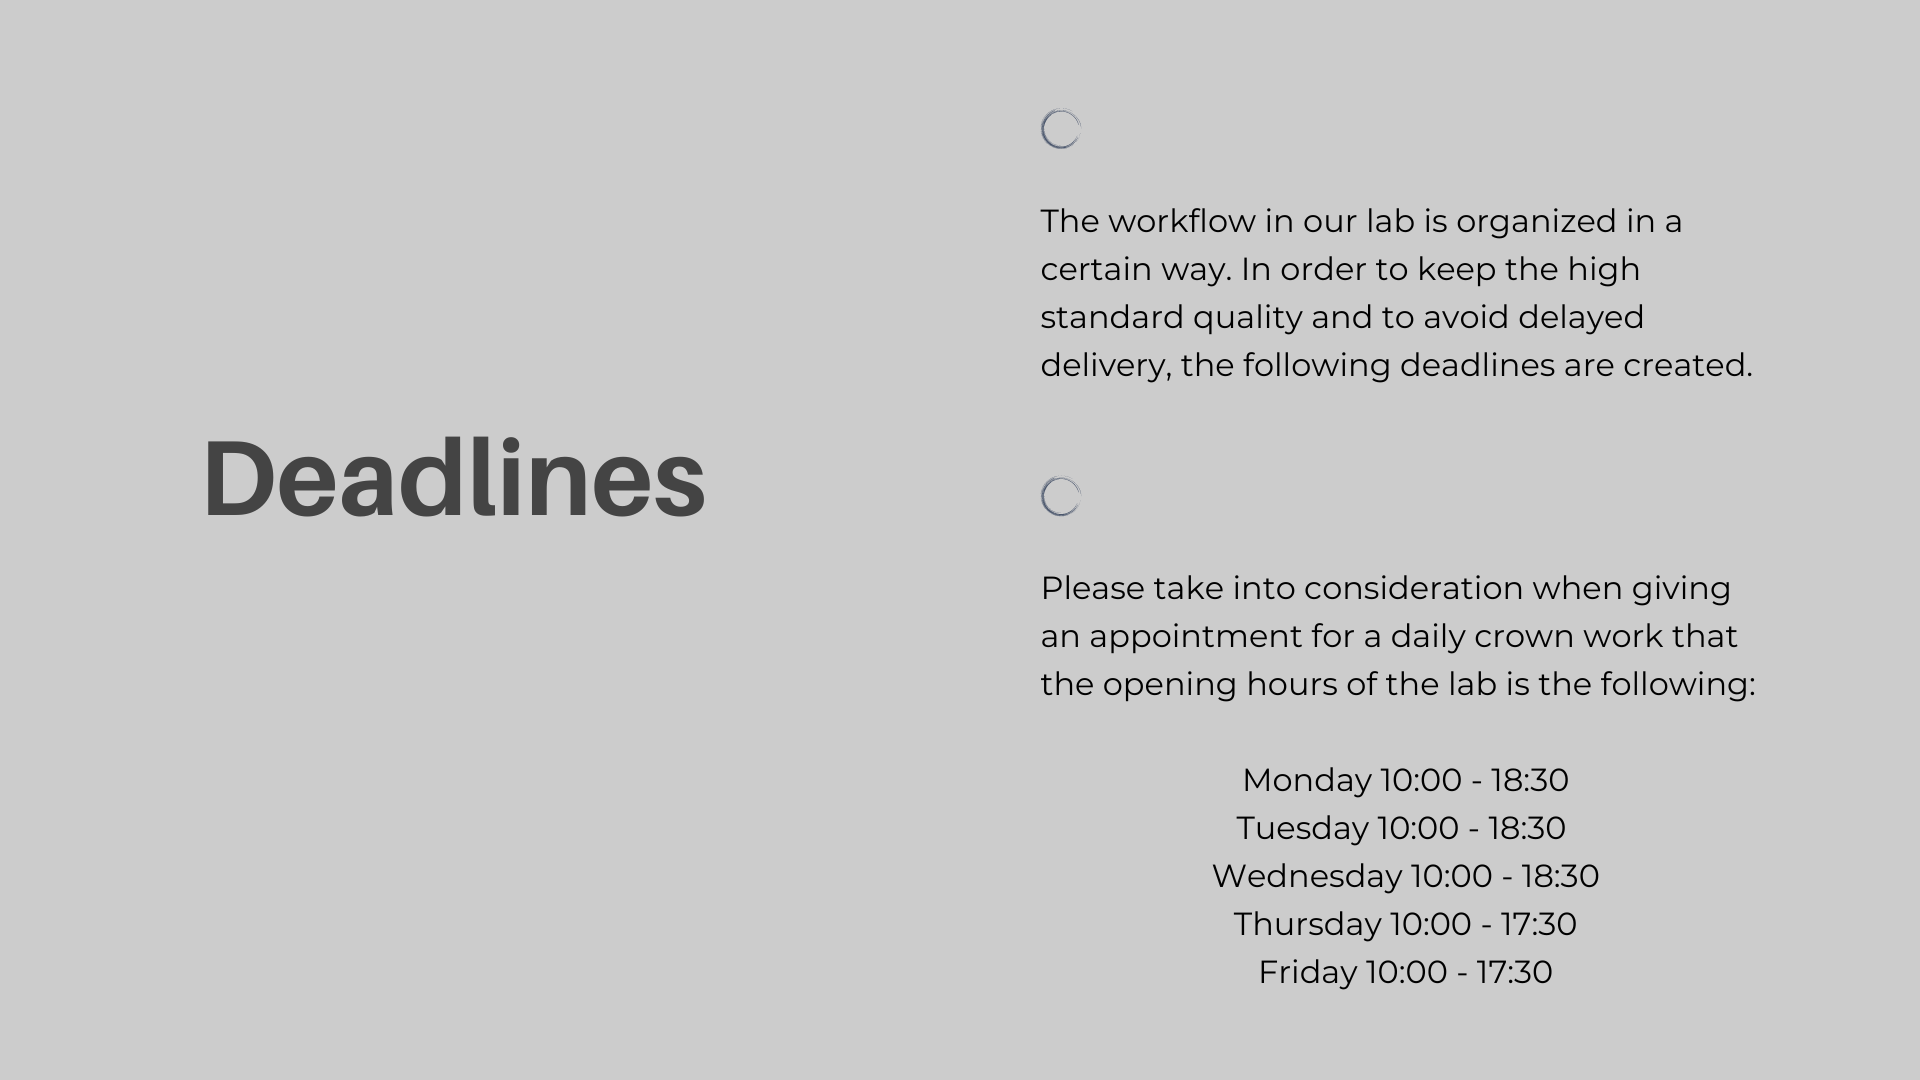 Deadlines
The workflow in our lab is organized in a
certain way. In order to keep the high
standard quality and to avoid delayed
delivery, the following deadlines are created.
Please take into consideration when giving
an appointment for a daily crown work that
the opening hours of the lab is the following:
Monday 10:00 - 18:30
Tuesday 10:00 - 18:30
Wednesday 10:00 - 18:30
Thursday 10:00 - 17:30
Friday 10:00 - 17:30